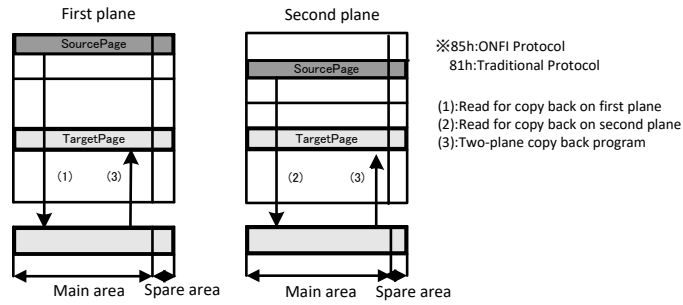 First plane
Second plane
SourcePage
SourcePage
TargetPage
TargetPage
(1)
(3)
(2)
(3)
Main area
Spare area
Main area
Spare area
※85h:ONFI Protocol
81h:Traditional Protocol
(1):Read for copy back on first plane
(2):Read for copy back on second plane
(3):Two-plane copy back program